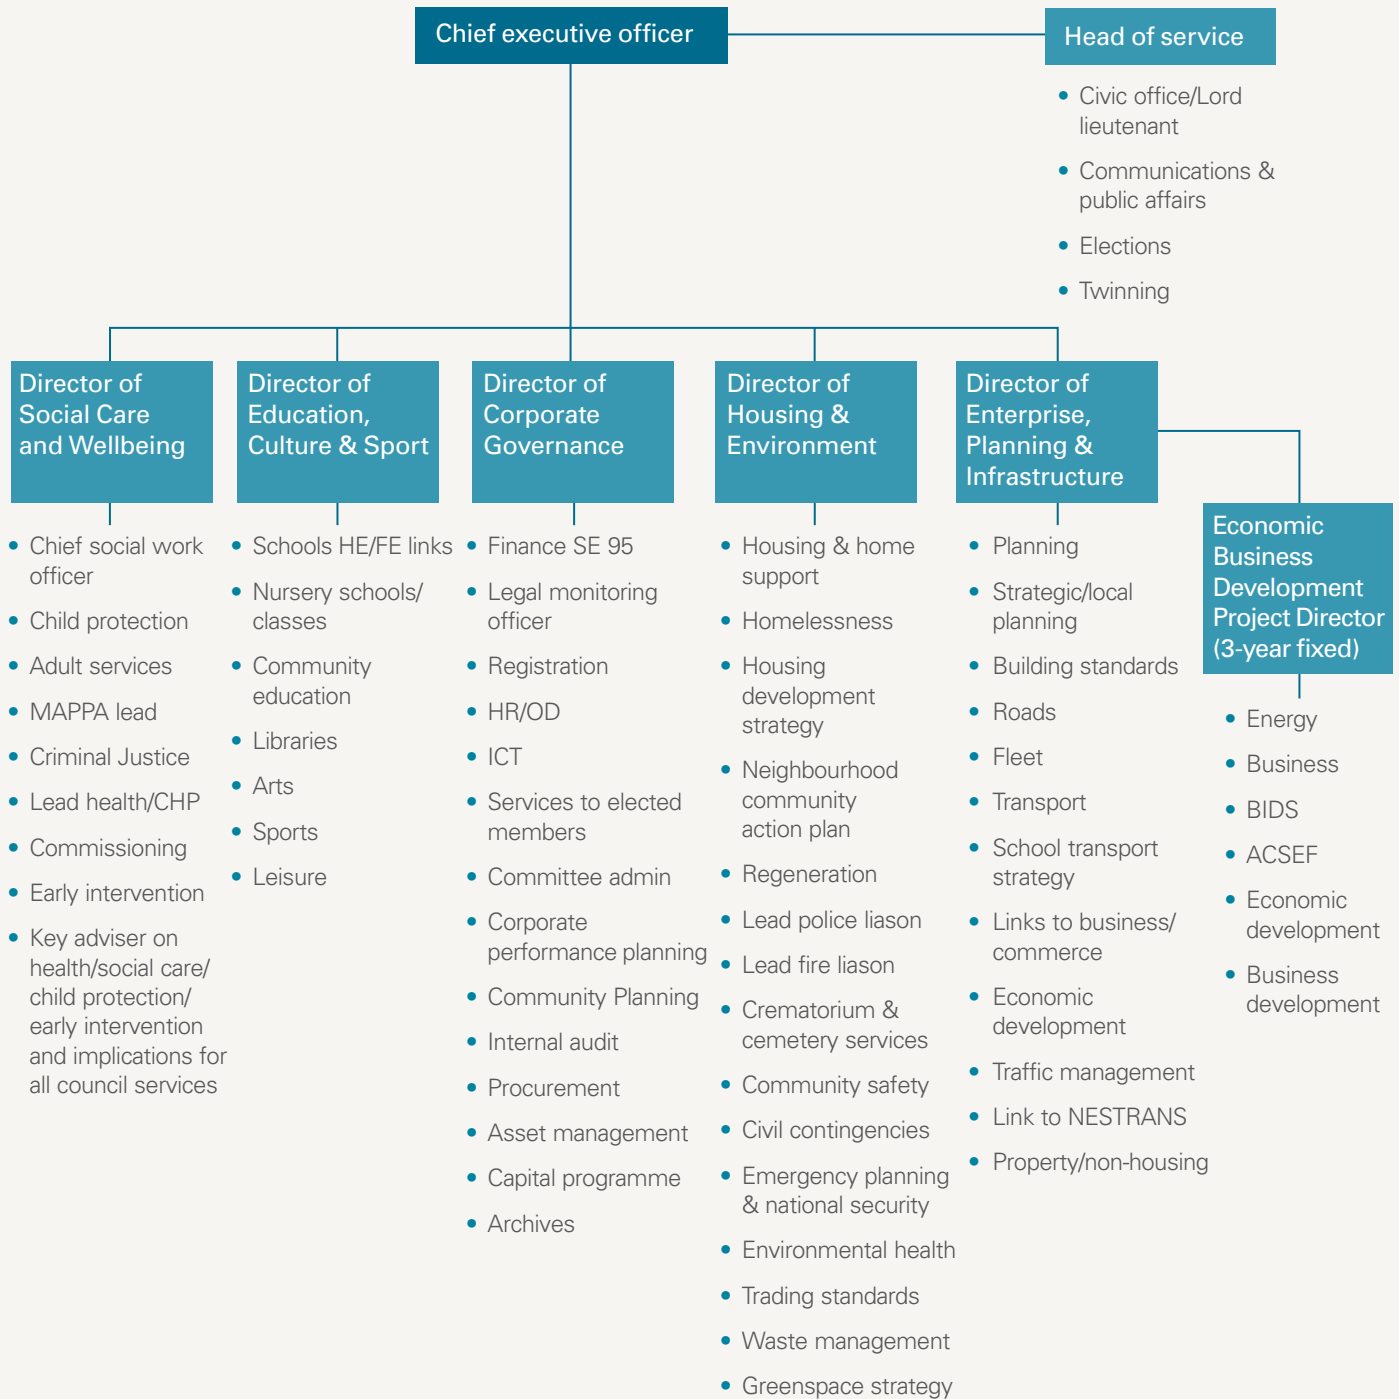 Chief executive officer
Head of service
Civic office/Lord
lieutenant
Communications &
public affairs
Elections
Twinning
Director of
Social Care
and Wellbeing
Chief social work
officer
Child protection
Adult services
MAPPA lead
Criminal Justice
Lead health/CHP
Commissioning
Early intervention
Key adviser on
health/social care/
child protection/
early intervention
and implications for
all council services
Director of
Education,
Culture & Sport
Schools HE/FE links
Nursery schools/
classes
Community
education
Libraries
Arts
Sports
Leisure
Director of
Corporate
Governance
Finance SE 95
Legal monitoring
officer
Registration
HR/OD
ICT
Services to elected
members
Committee admin
Corporate
performance planning
Community Planning
Internal audit
Procurement
Asset management
Capital programme
Archives
Director of
Housing &
Environment
Housing & home
support
Homelessness
Housing
development
strategy
Neighbourhood
community
action plan
Regeneration
Lead police liason
Lead fire liason
Crematorium &
cemetery services
Community safety
Civil contingencies
Emergency planning
& national security
Environmental health
Trading standards
Waste management
Greenspace strategy
Director of
Enterprise,
Planning &
Infrastructure
Planning
Strategic/local
planning
Building standards
Roads
Fleet
Transport
School transport
strategy
Links to business/
commerce
Economic
development
Traffic management
Link to NESTRANS
Property/non-housing
Economic
Business
Development
Project Director
(3-year fixed)
Energy
Business
BIDS
ACSEF
Economic
development
Business
development